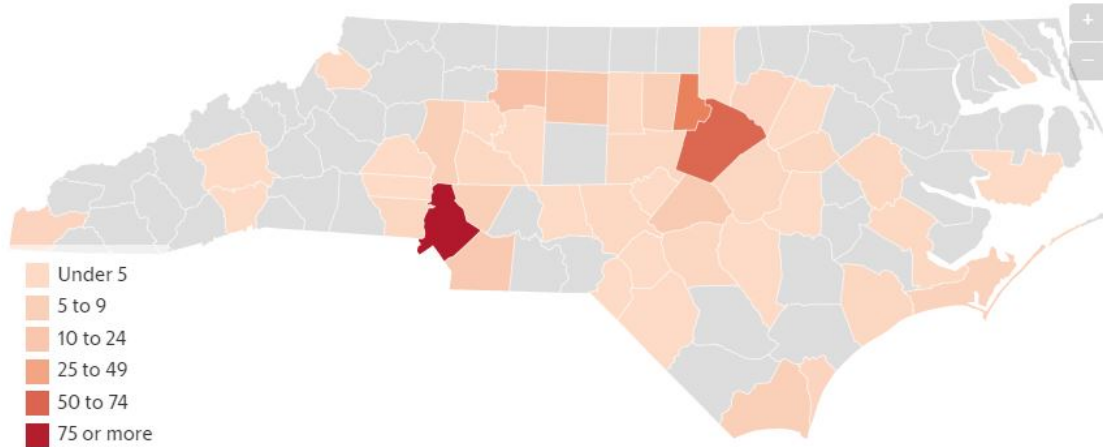 +
−
Under 5
5 to 9
10 to 24
25 to 49
50 to 74
75 or more